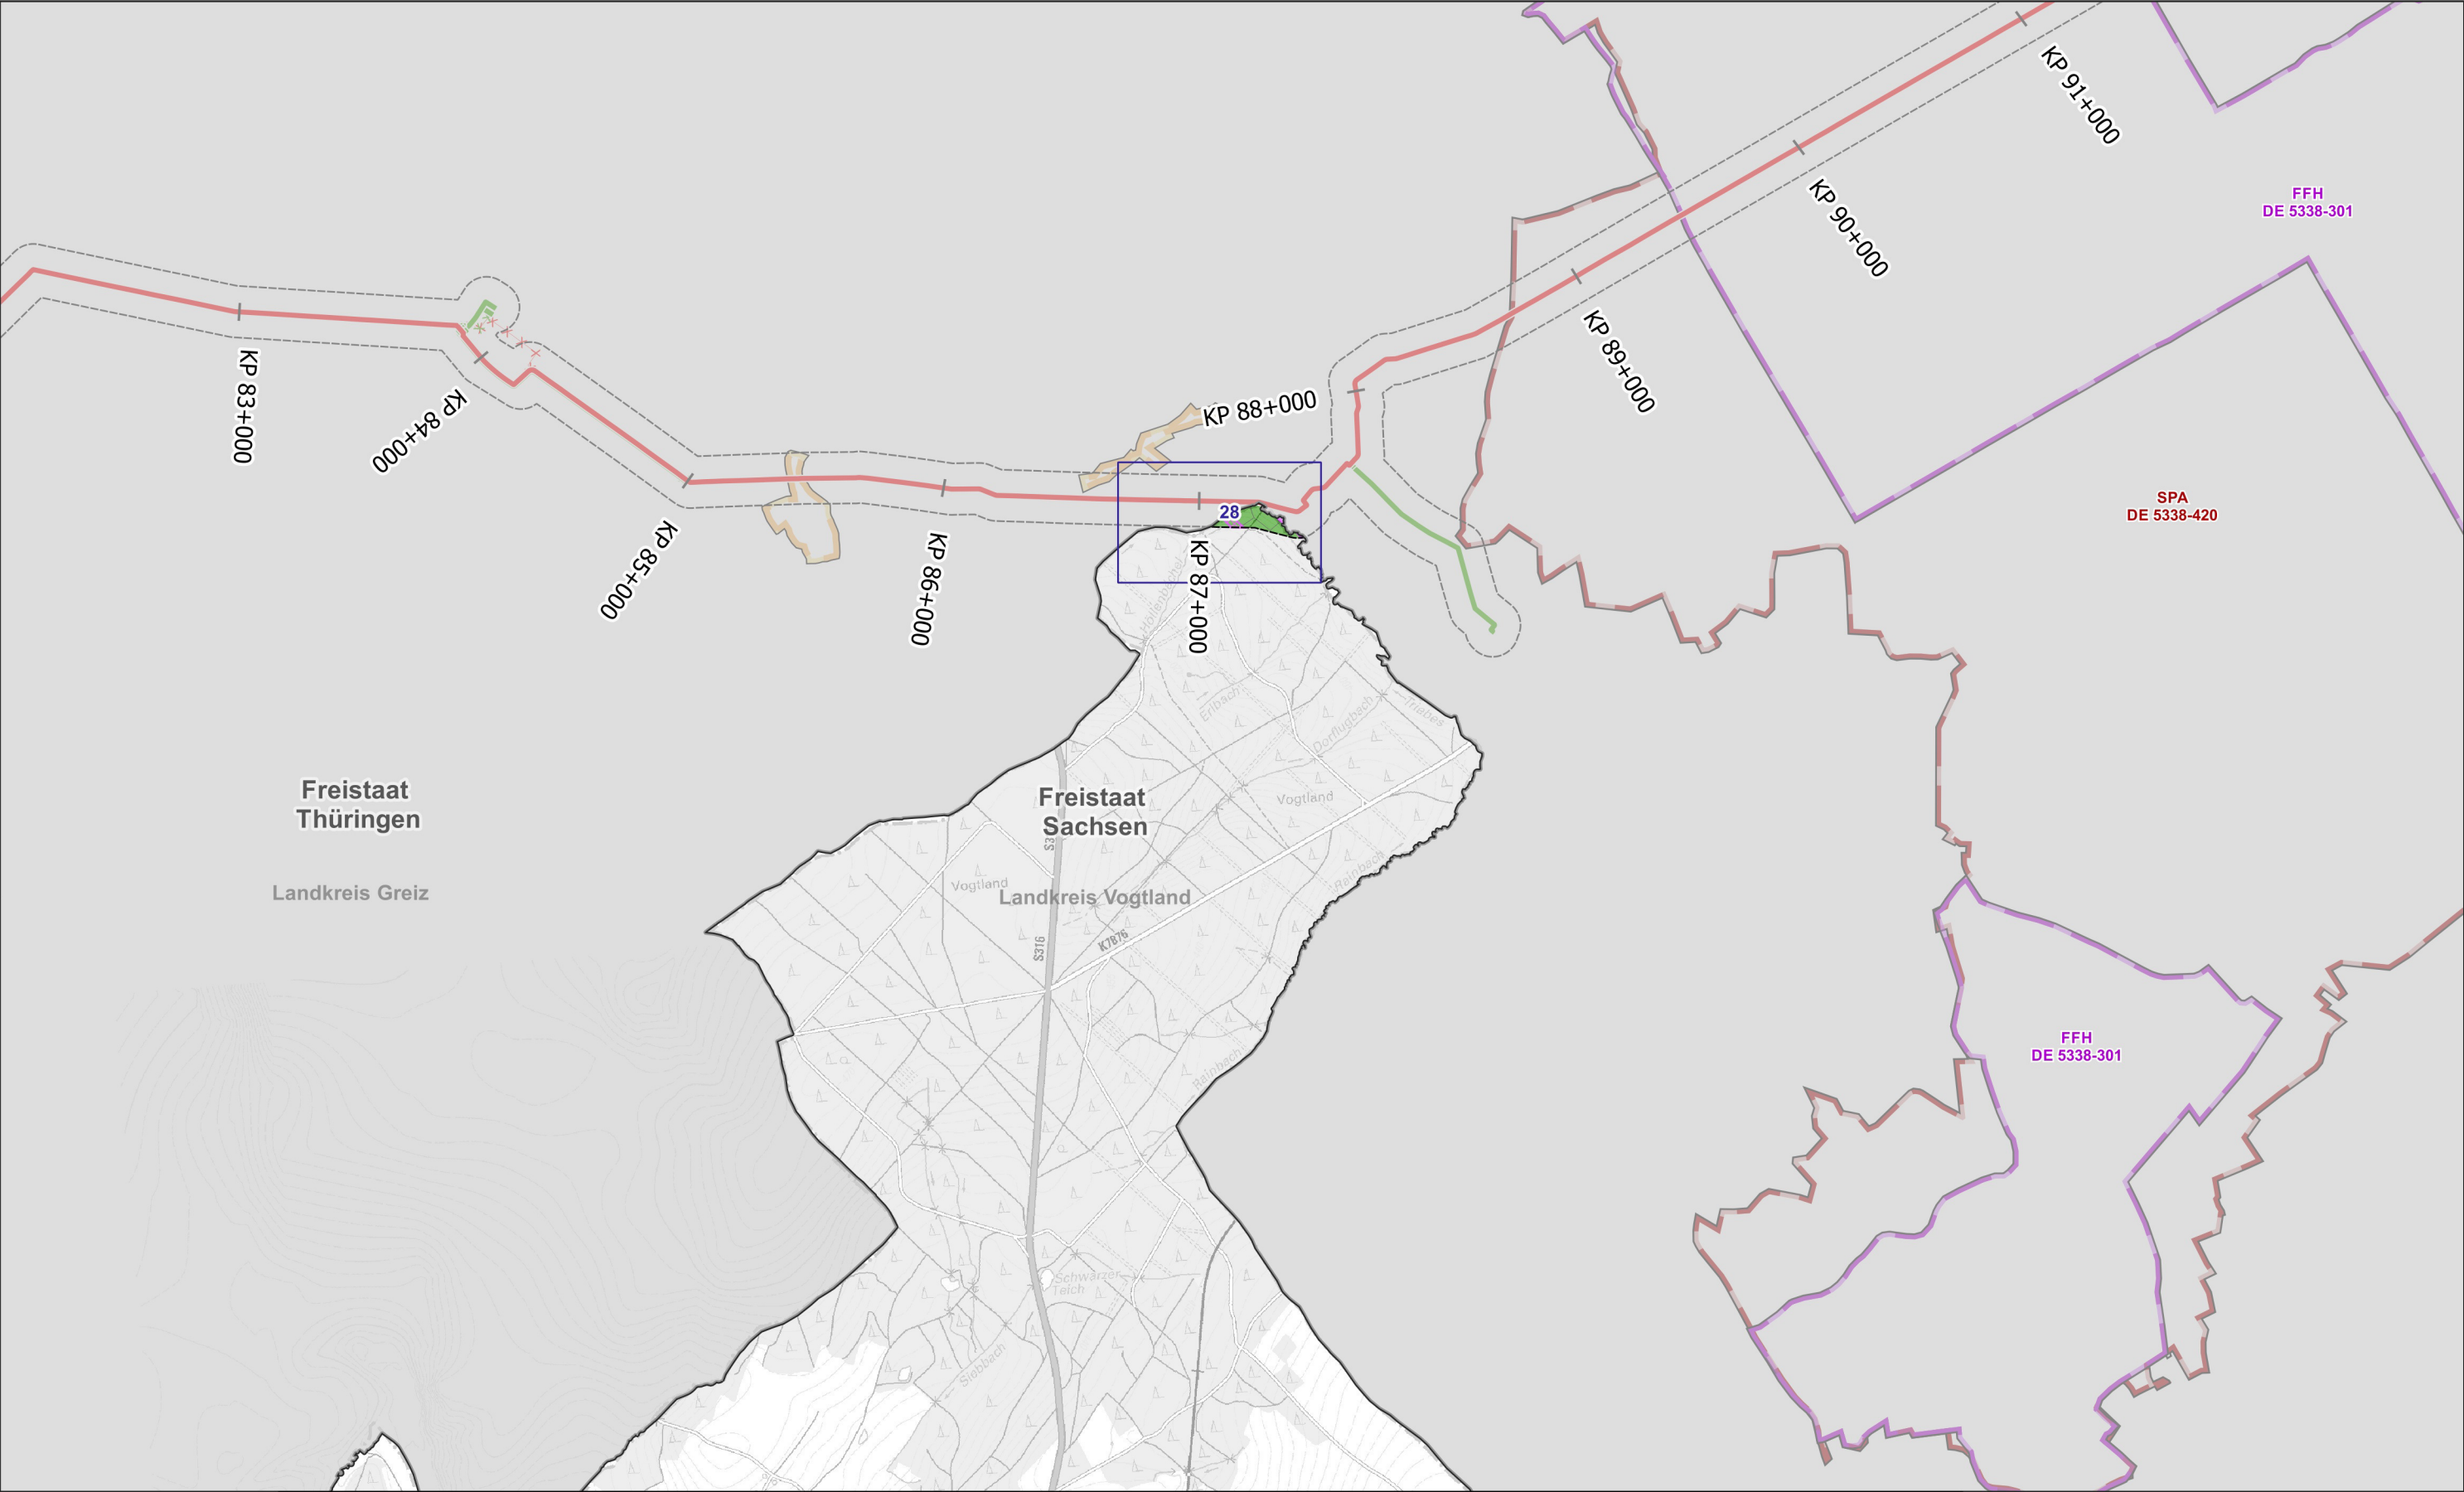 KP 91+000
KP 90+000
FFH
DE 5338-301
KP 89+000
SPA
DE 5338-420
KP 88+000
KP 83+000
KP 84+000
KP 85+000
KP 86+000
28
KP 87+000
Erlbach
Dorflugbach
Triebes
Freistaat
Thüringen
Landkreis Greiz
Freistaat
Sachsen
Vogtland
Vogtland
Landkreis Vogtland
Rainbach
S316
K7876
Rainbach
FFH
DE 5338-301
Schwarzer
Teich
Siebbach